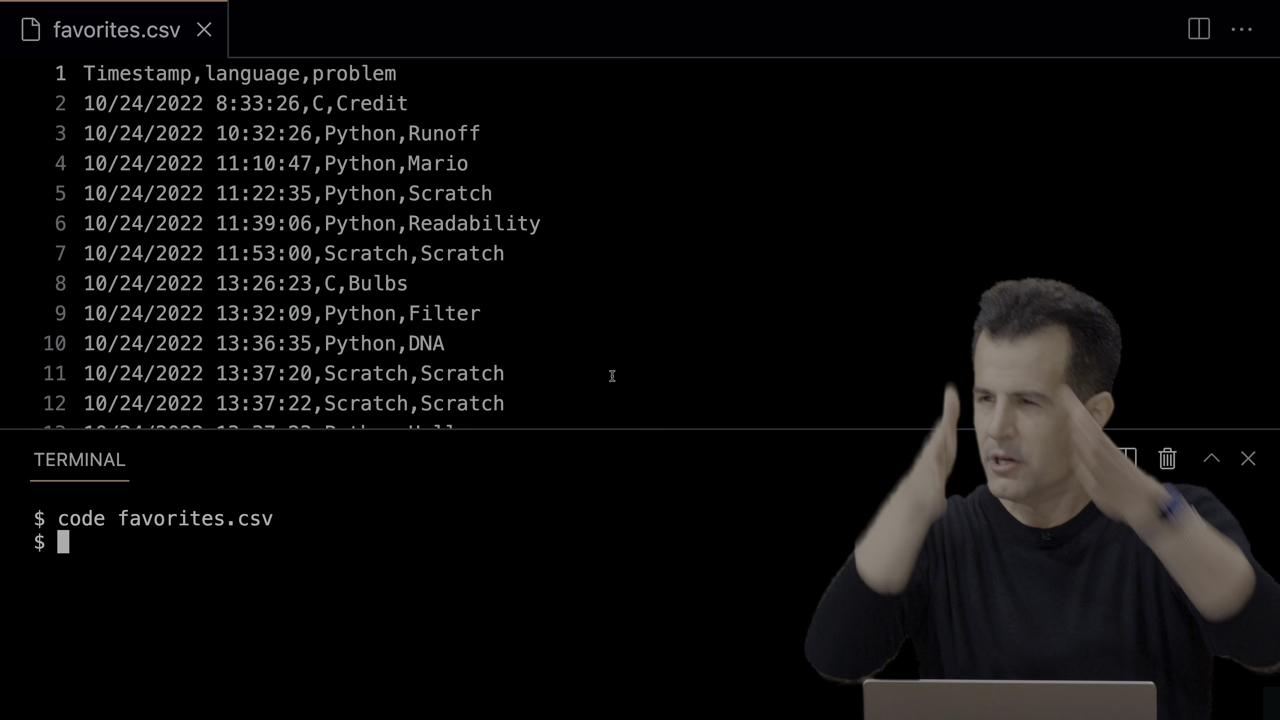 favorites.csv
1 Timestamp,language,problem
2 10/24/2022 8:33:26,C,Credit
3 10/24/2022 10:32:26,Python,Runoff
4 10/24/2022 11:10:47,Python,Mario
5 10/24/2022 11:22:35,Python,Scratch
6 10/24/2022 11:39:06,Python,Readability
7 10/24/2022 11:53:00,Scratch,Scratch
8 10/24/2022 13:26:23,C,Bulbs
9 10/24/2022 13:32:09,Python,Filter
10 10/24/2022 13:36:35,Python,DNA
11 10/24/2022 13:37:20,Scratch,Scratch
12 10/24/2022 13:37:22,Scratch,Scratch
TERMINAL
$ code favorites.csv
$